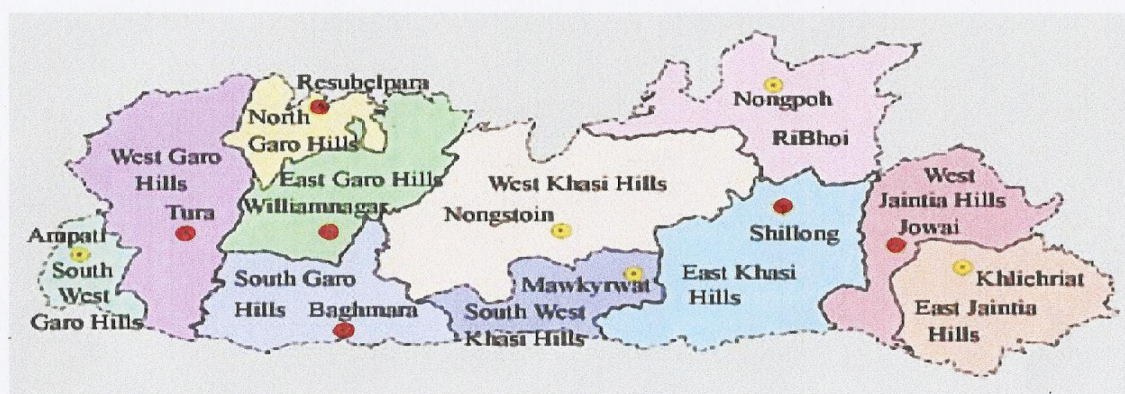 Resubelpara
North
Garo Hills
West Garo
Hills
Tura
East Garo Hills
Williamnagar
Ampati
South
West
Garo Hills
South Garo
Hills
Baghmara
West Khasi Hills
Nongstoin
Mawkyrwat
South West
Khasi Hills
Nongpoh
RiBhoi
Shillong
East Khasi
Hills
West
Jaintia Hills
Jowai
Khliehriat
East Jaintia
Hills